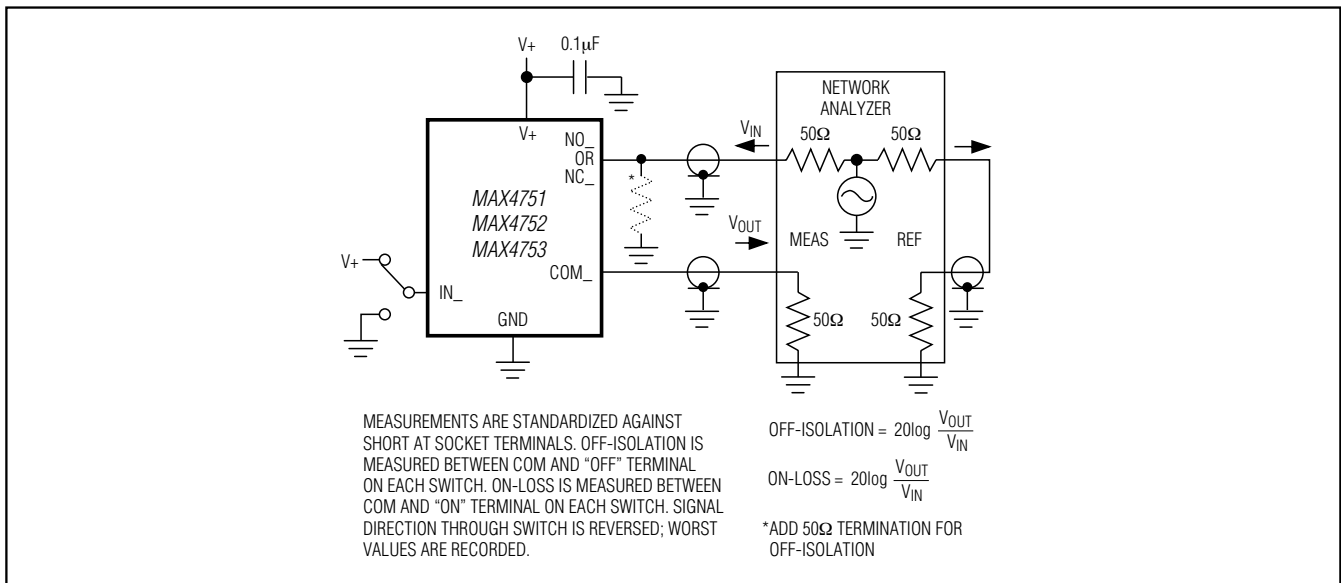 V+
0.1µF
V+
NO_
OR
NC_
MAX4751
MAX4752
MAX4753
COM_
V+
IN_
GND
*
VIN
VOUT
NETWORK
ANALYZER
50Ω
50Ω
MEAS
REF
50Ω
50Ω
MEASUREMENTS ARE STANDARDIZED AGAINST
SHORT AT SOCKET TERMINALS. OFF-ISOLATION IS
MEASURED BETWEEN COM AND “OFF” TERMINAL
ON EACH SWITCH. ON-LOSS IS MEASURED BETWEEN
COM AND “ON” TERMINAL ON EACH SWITCH. SIGNAL
DIRECTION THROUGH SWITCH IS REVERSED; WORST
VALUES ARE RECORDED.
OFF-ISOLATION = 20log VOUT
VIN
ON-LOSS = 20log VOUT
VIN
*ADD 50Ω TERMINATION FOR
OFF-ISOLATION